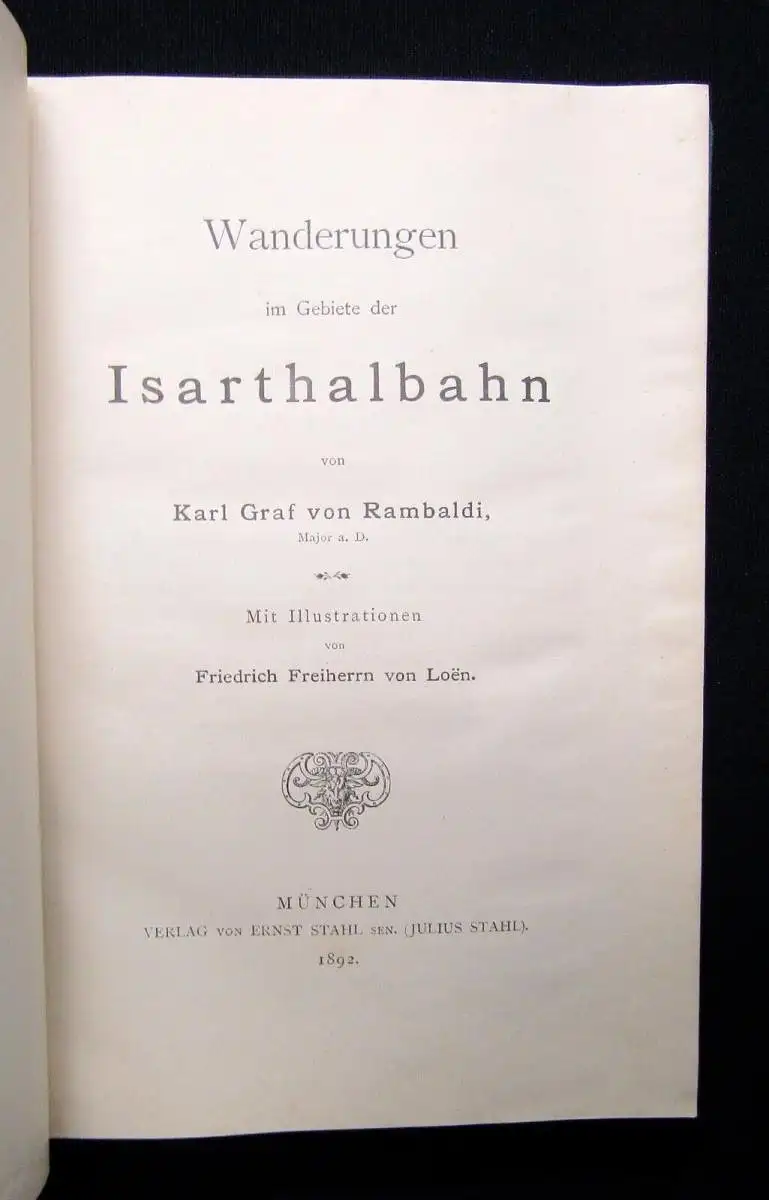 Wanderungen
im Gebiete der
Isarthalbahn
von
Karl Graf von Rambaldi,
Major a. D.
Mit Illustrationen
von
Friedrich Freiherrn von Loën.
MÜNCHEN
VERLAG VON ERNST STAHL SEN. (JULIUS STAHL).
1892.